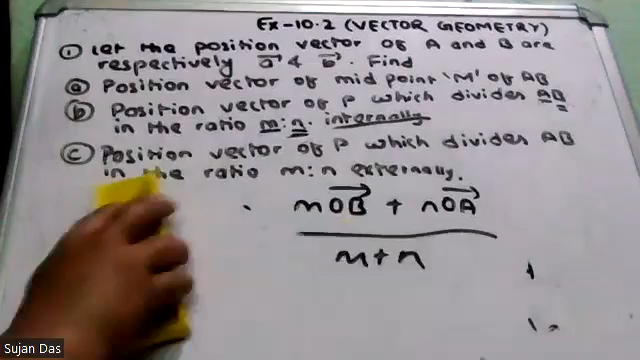 Ex-10.2 (VECTOR GEOMETRY)
① Let the position vector of A and B are
respectively a⃗ & b⃗. Find
ⓐ Position vector of mid point 'M' of AB
ⓑ Position vector of P which divides AB
in the ratio m:n. internally
ⓒ Position vector of P which divides AB
in the ratio m:n externally.
mOB⃗ + nOA⃗
m+n
Sujan Das